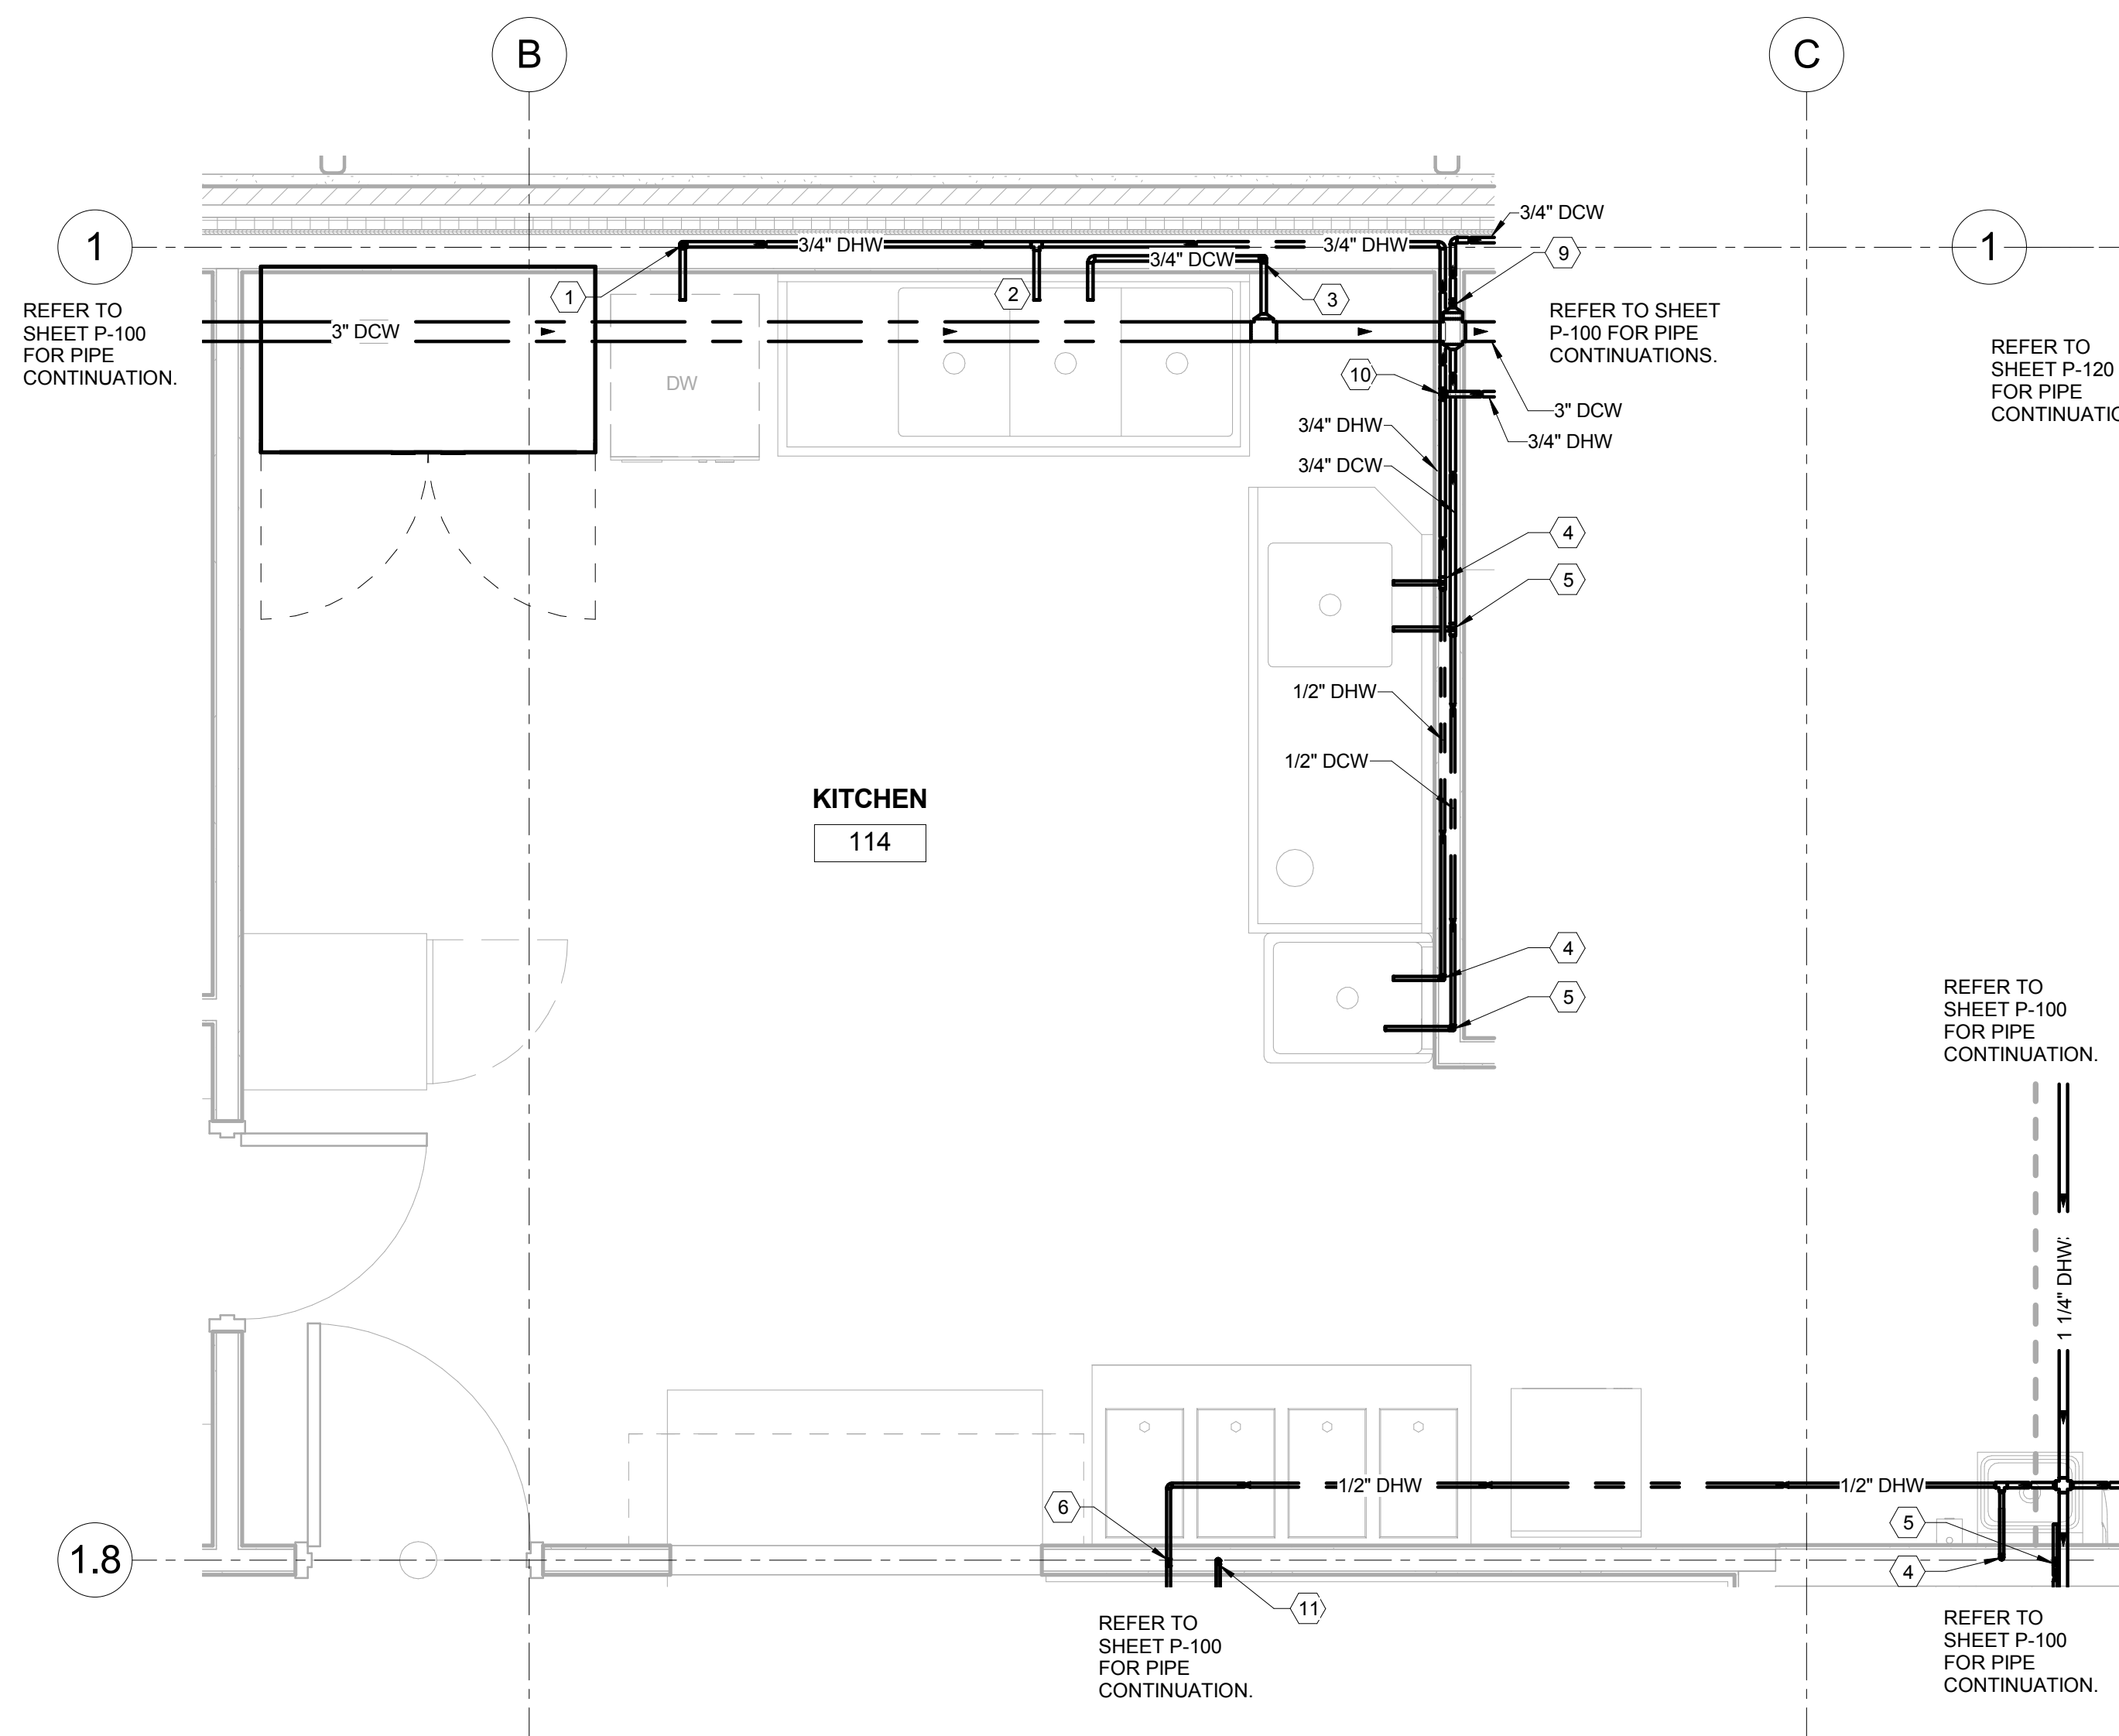 B
C
1
3/4" DHW
3/4" DHW
3/4" DCW
9
1
3/4" DCW
1
2
3
REFER TO
SHEET P-100
FOR PIPE
CONTINUATION.
3" DCW
REFER TO SHEET
P-100 FOR PIPE
CONTINUATIONS.
REFER TO
SHEET P-120
FOR PIPE
CONTINUATIO
DW
10
3" DCW
3/4" DHW
3/4" DHW
3/4" DCW
4
5
1/2" DHW
1/2" DCW
KITCHEN
114
4
5
REFER TO
SHEET P-100
FOR PIPE
CONTINUATION.
1 1/4" DHW
1/2" DHW
1/2" DHW
6
5
4
1.8
11
REFER TO
SHEET P-100
FOR PIPE
CONTINUATION.
REFER TO
SHEET P-100
FOR PIPE
CONTINUATION.